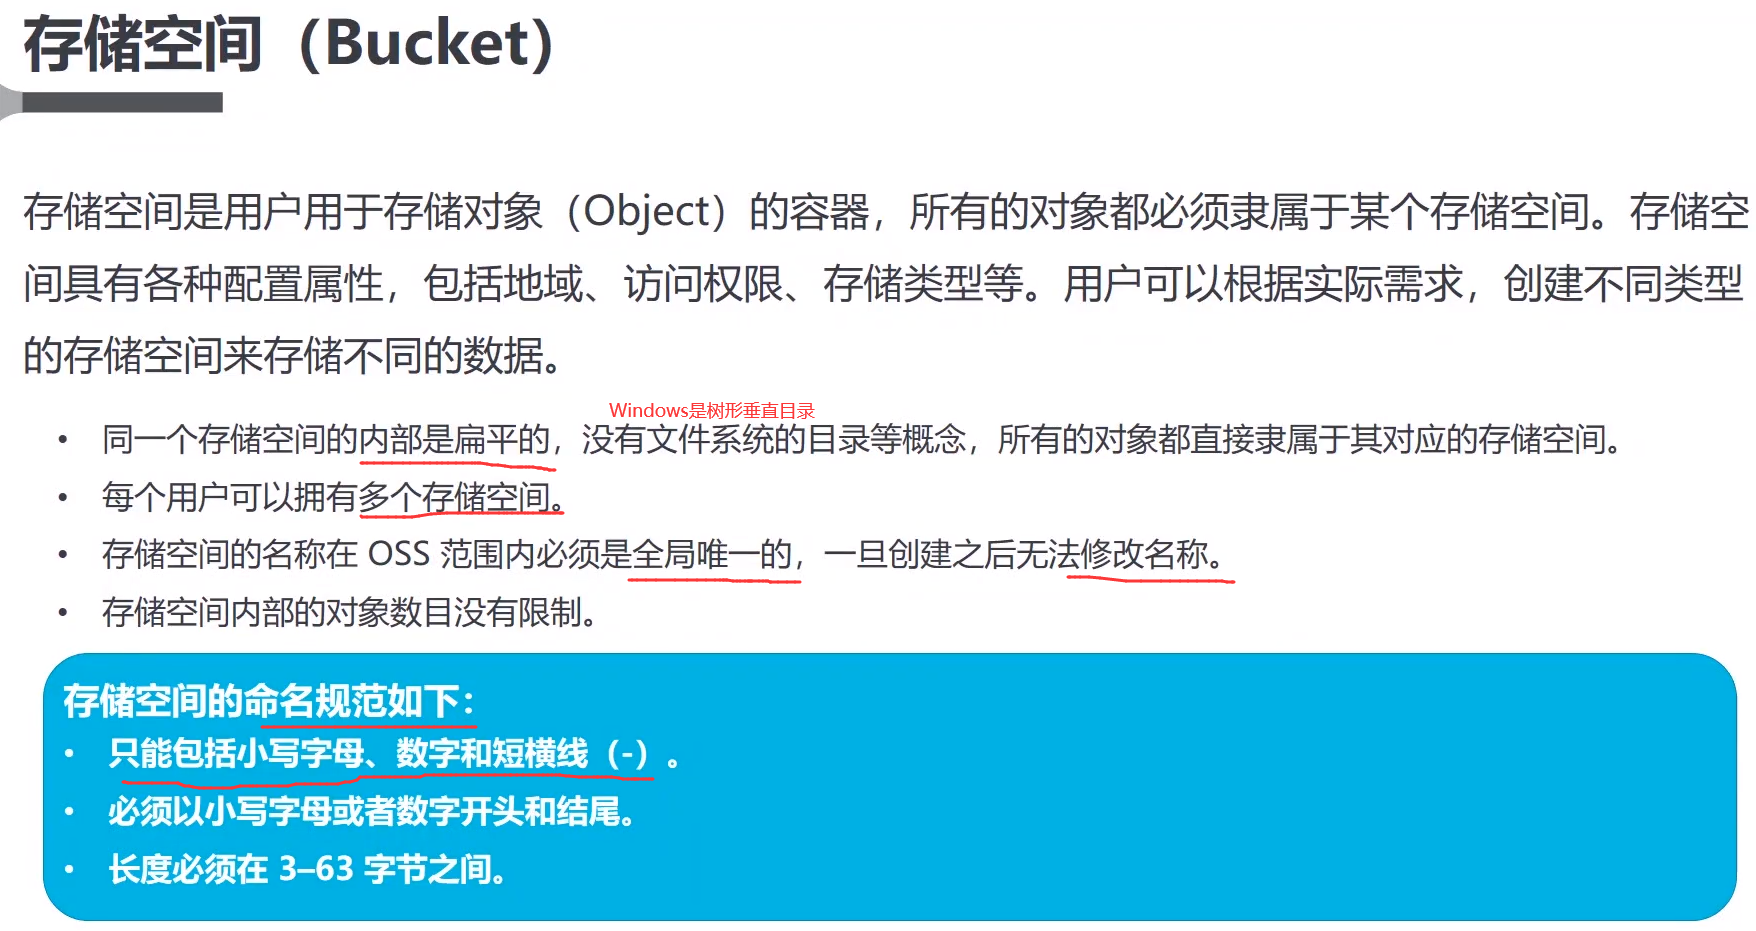 存储空间（Bucket）
存储空间是用户用于存储对象（Object）的容器，所有的对象都必须隶属于某个存储空间。存储空
间具有各种配置属性，包括地域、访问权限、存储类型等。用户可以根据实际需求，创建不同类型
的存储空间来存储不同的数据。
Windows是树形垂直目录
• 同一个存储空间的内部是扁平的，没有文件系统的目录等概念，所有的对象都直接隶属于其对应的存储空间。
• 每个用户可以拥有多个存储空间。
• 存储空间的名称在 OSS 范围内必须是全局唯一的，一旦创建之后无法修改名称。
• 存储空间内部的对象数目没有限制。
存储空间的命名规范如下：
• 只能包括小写字母、数字和短横线（-）。
• 必须以小写字母或者数字开头和结尾。
• 长度必须在 3–63 字节之间。